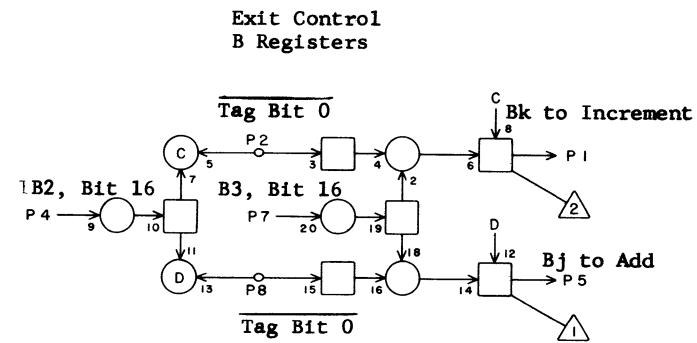 Exit Control
B Registers
Tag Bit 0
C
Bk to Increment
8
P2
C
5
3
4
6
P1
7
2
1B2, Bit 16
B3, Bit 16
2
P4
P7
9
10
20
19
D
11
18
12
Bj to Add
D
13
P8
15
16
14
P5
Tag Bit 0
1